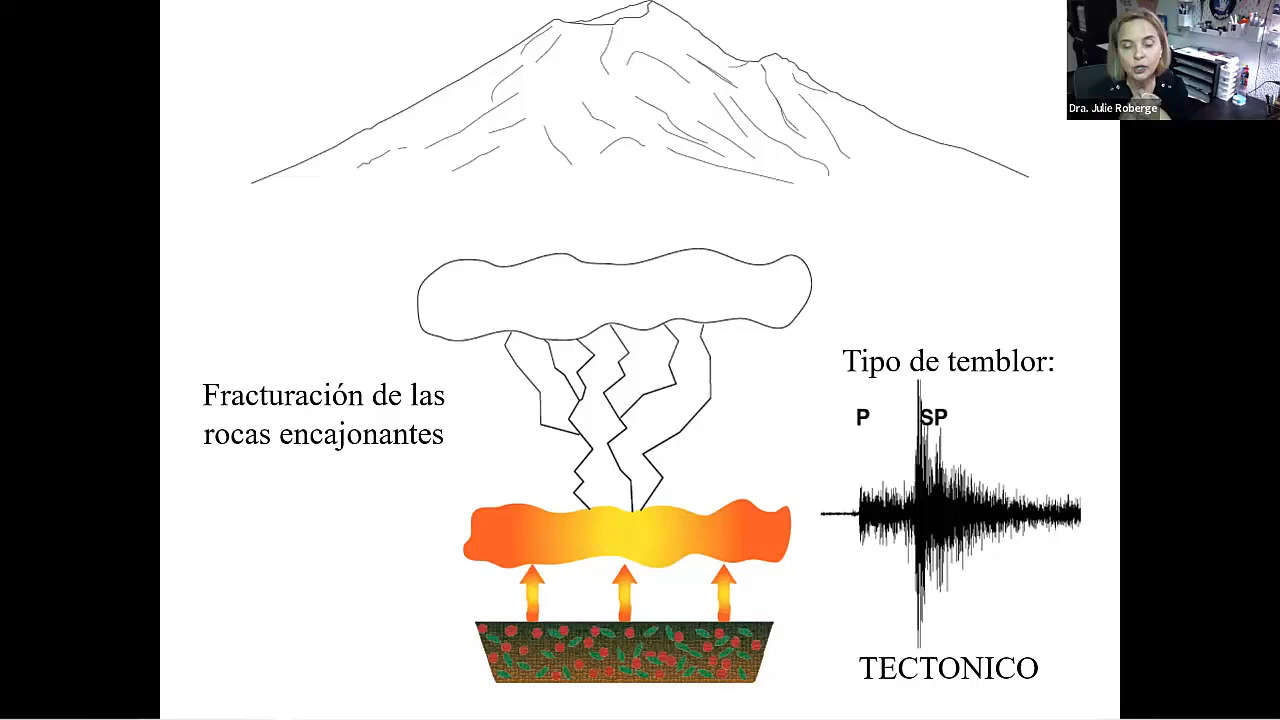 Dra. Julie Roberge
Fracturación de las
rocas encajonantes
Tipo de temblor:
P
SP
TECTONICO